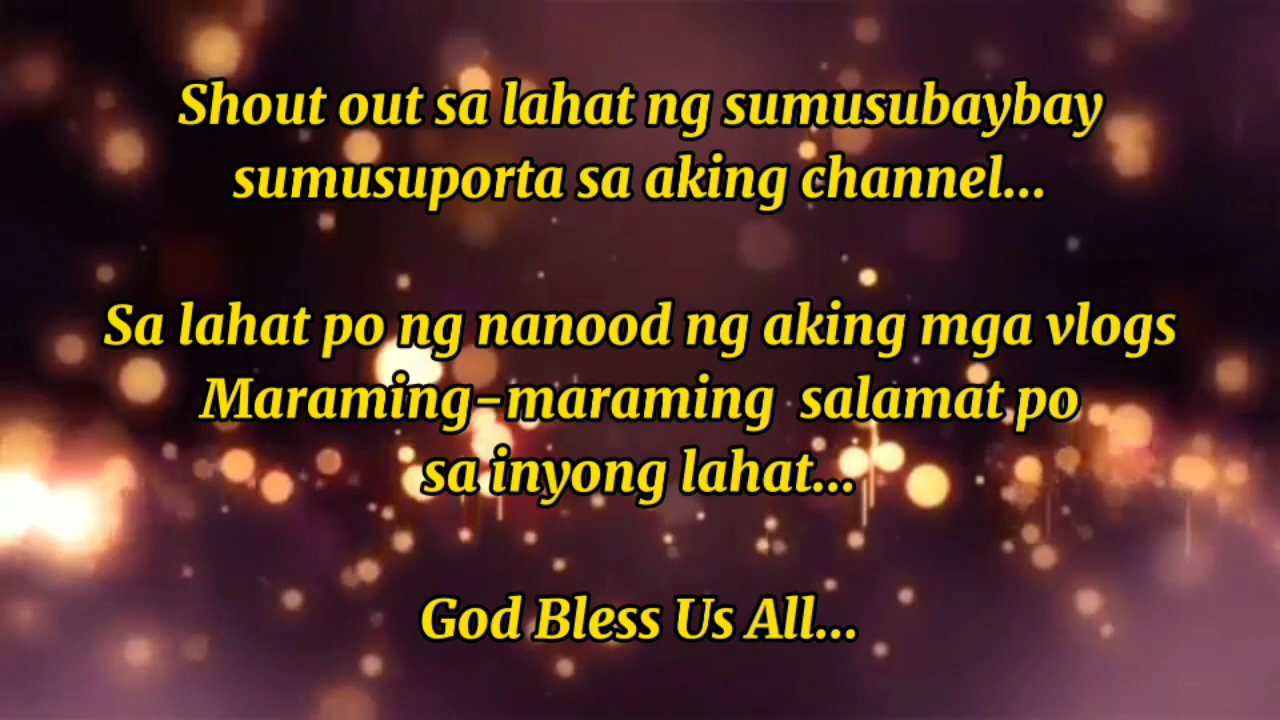 Shout out sa lahat ng sumusubaybay
sumusuporta sa aking channel...
Sa lahat po ng nanood ng aking mga vlogs
Maraming-maraming salamat po
sa inyong lahat...
God Bless Us All...